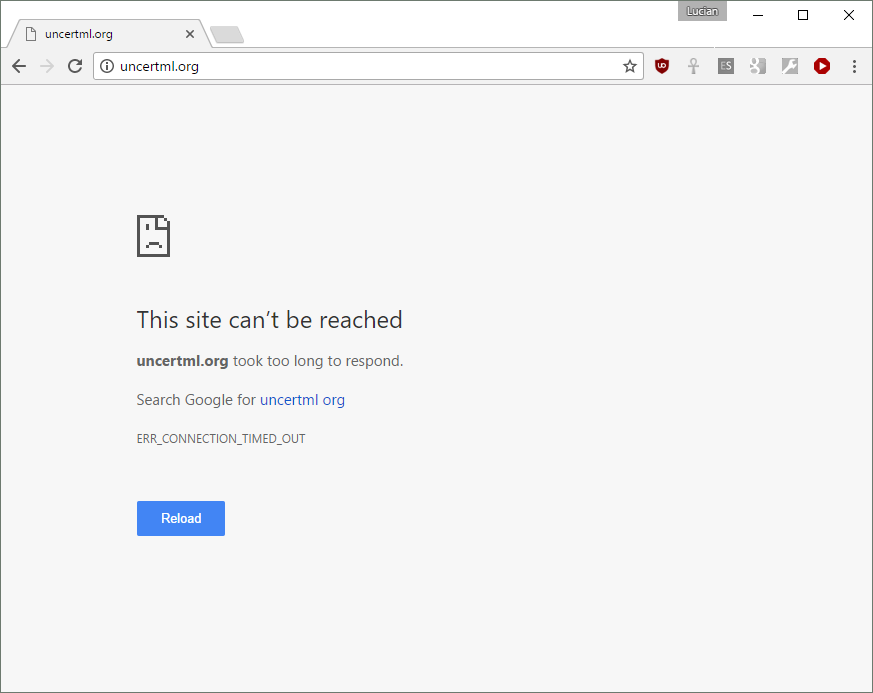 Lucian
uncertml.org
uncertml.org
ES
This site can’t be reached
uncertml.org took too long to respond.
Search Google for uncertml org
ERR_CONNECTION_TIMED_OUT
Reload